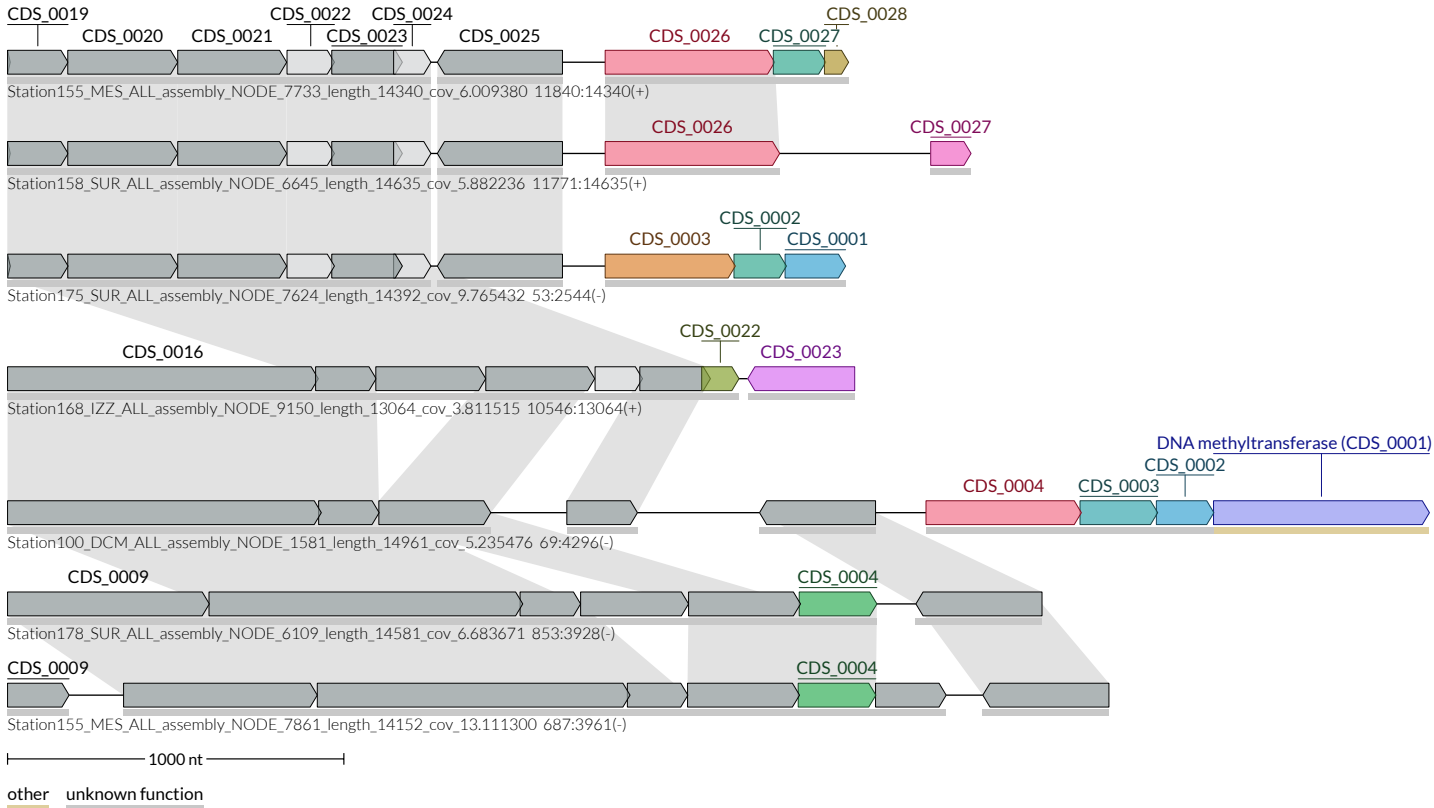 CDS_0019 CDS_0022 CDS_0024 CDS_0028
CDS_0020 CDS_0021 CDS_0023 CDS_0025 CDS_0026 CDS_0027
Station155_MES_ALL_assembly_NODE_7733_length_14340_cov_6.009380 11840:14340(+)
CDS_0026 CDS_0027
Station158_SUR_ALL_assembly_NODE_6645_length_14635_cov_5.882236 11771:14635(+)
CDS_0002
CDS_0003 CDS_0001
Station175_SUR_ALL_assembly_NODE_7624_length_14392_cov_9.765432 53:2544(-)
CDS_0022
CDS_0016 CDS_0023
Station168_IZZ_ALL_assembly_NODE_9150_length_13064_cov_3.811515 10546:13064(+)
DNA methyltransferase (CDS_0001)
CDS_0002
CDS_0004 CDS_0003
Station100_DCM_ALL_assembly_NODE_1581_length_14961_cov_5.235476 69:4296(-)
CDS_0009 CDS_0004
Station178_SUR_ALL_assembly_NODE_6109_length_14581_cov_6.683671 853:3928(-)
CDS_0009 CDS_0004
Station155_MES_ALL_assembly_NODE_7861_length_14152_cov_13.111300 687:3961(-)
1000 nt
other unknown function